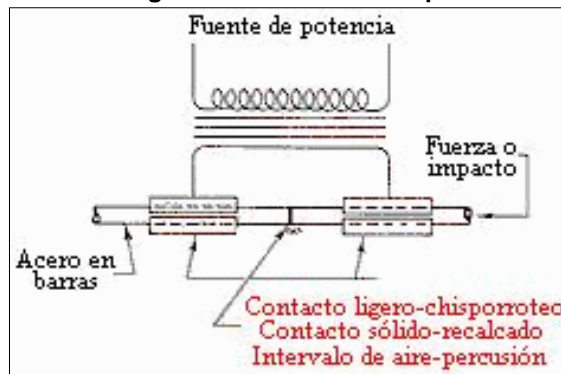 Fuente de potencia
Fuerza o
impacto
Acero en
barras
Contacto ligero-chisporroteo
Contacto sólido-recalcado
Intervalo de aire-percusión